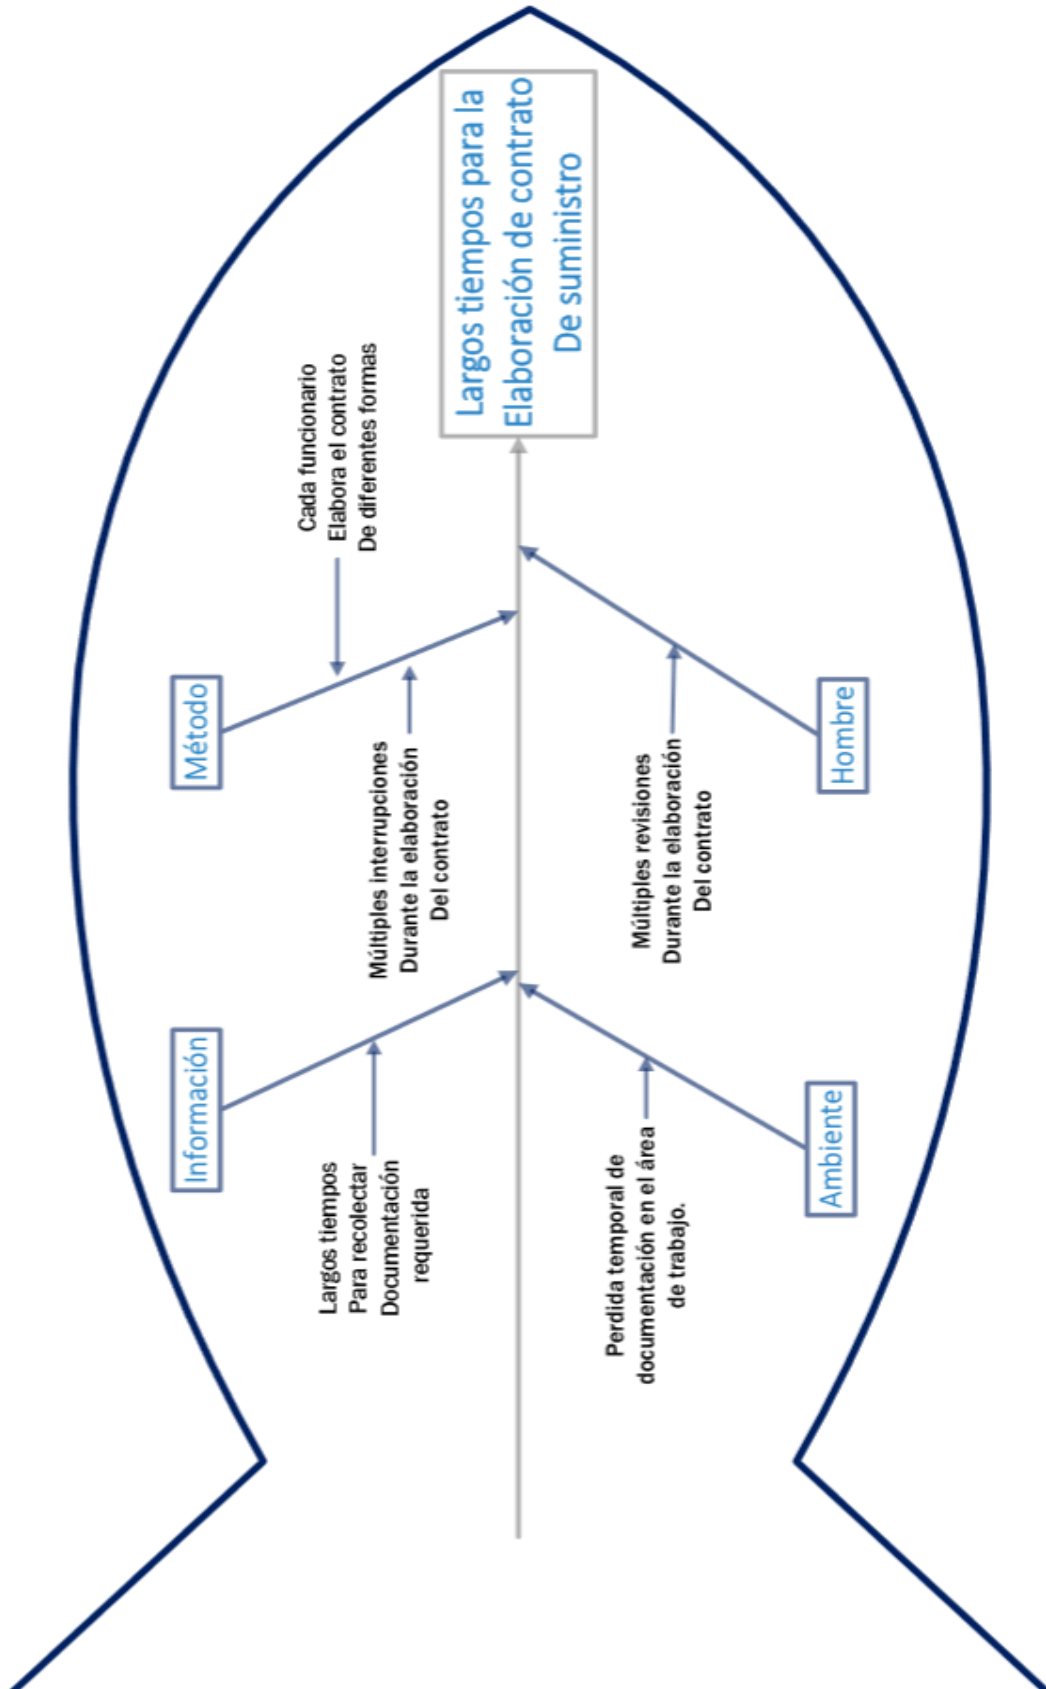 Información
Método
Largos tiempos
Para recolectar
Documentación
requerida
Cada funcionario
Elabora el contrato
De diferentes formas
Múltiples interrupciones
Durante la elaboración
Del contrato
Largos tiempos para la
Elaboración de contrato
De suministro
Perdida temporal de
documentación en el área
de trabajo.
Múltiples revisiones
Durante la elaboración
Del contrato
Ambiente
Hombre